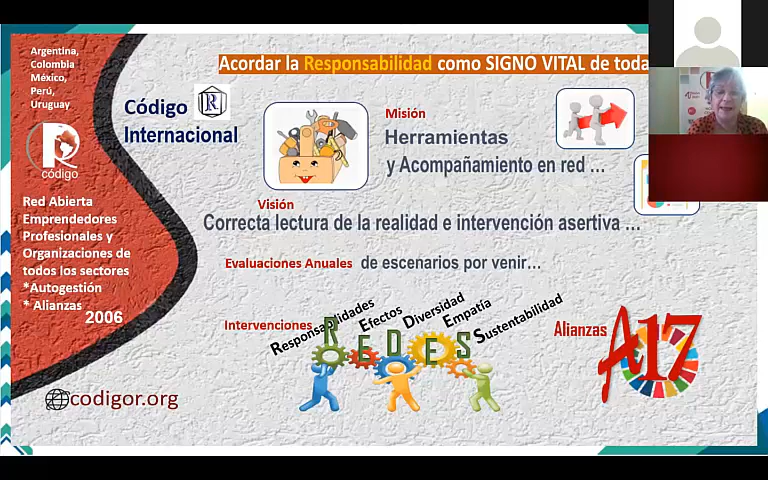 Argentina,
Colombia
México,
Perú,
Uruguay
R
código
Red Abierta
Emprendedores
Profesionales y
Organizaciones de
todos los sectores
*Autogestión
* Alianzas
2006
codigor.org
Acordar la Responsabilidad como SIGNO VITAL de toda
Código
Internacional
R
Misión
Herramientas
y Acompañamiento en red ...
Visión
Correcta lectura de la realidad e intervención asertiva ...
Evaluaciones Anuales de escenarios por venir...
Intervenciones
Responsabilidades
Efectos
Diversidad
Empatía
Sustentabilidad
REDES
Alianzas
A17